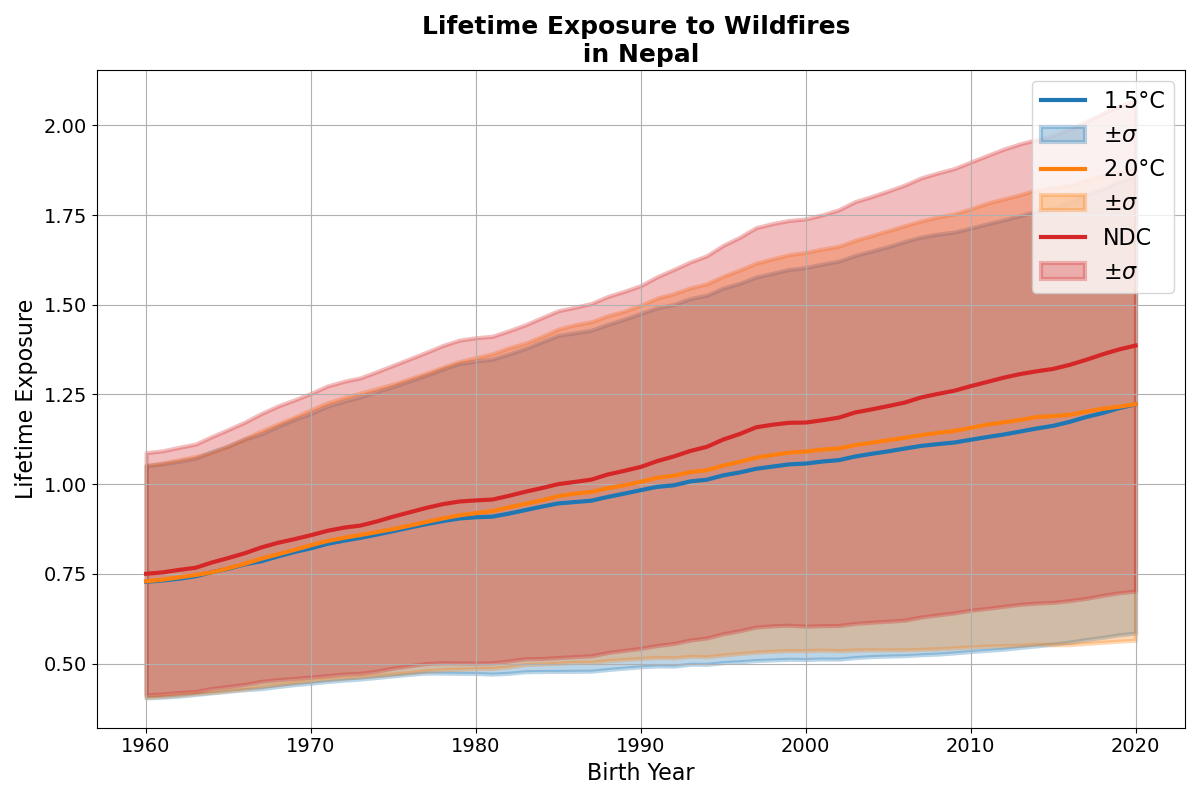 Lifetime Exposure to Wildfires
in Nepal
Lifetime Exposure
2.00
1.75
1.50
1.25
1.00
0.75
0.50
1960
1970
1980
1990
2000
2010
2020
Birth Year
1.5°C
±σ
2.0°C
±σ
NDC
±σ